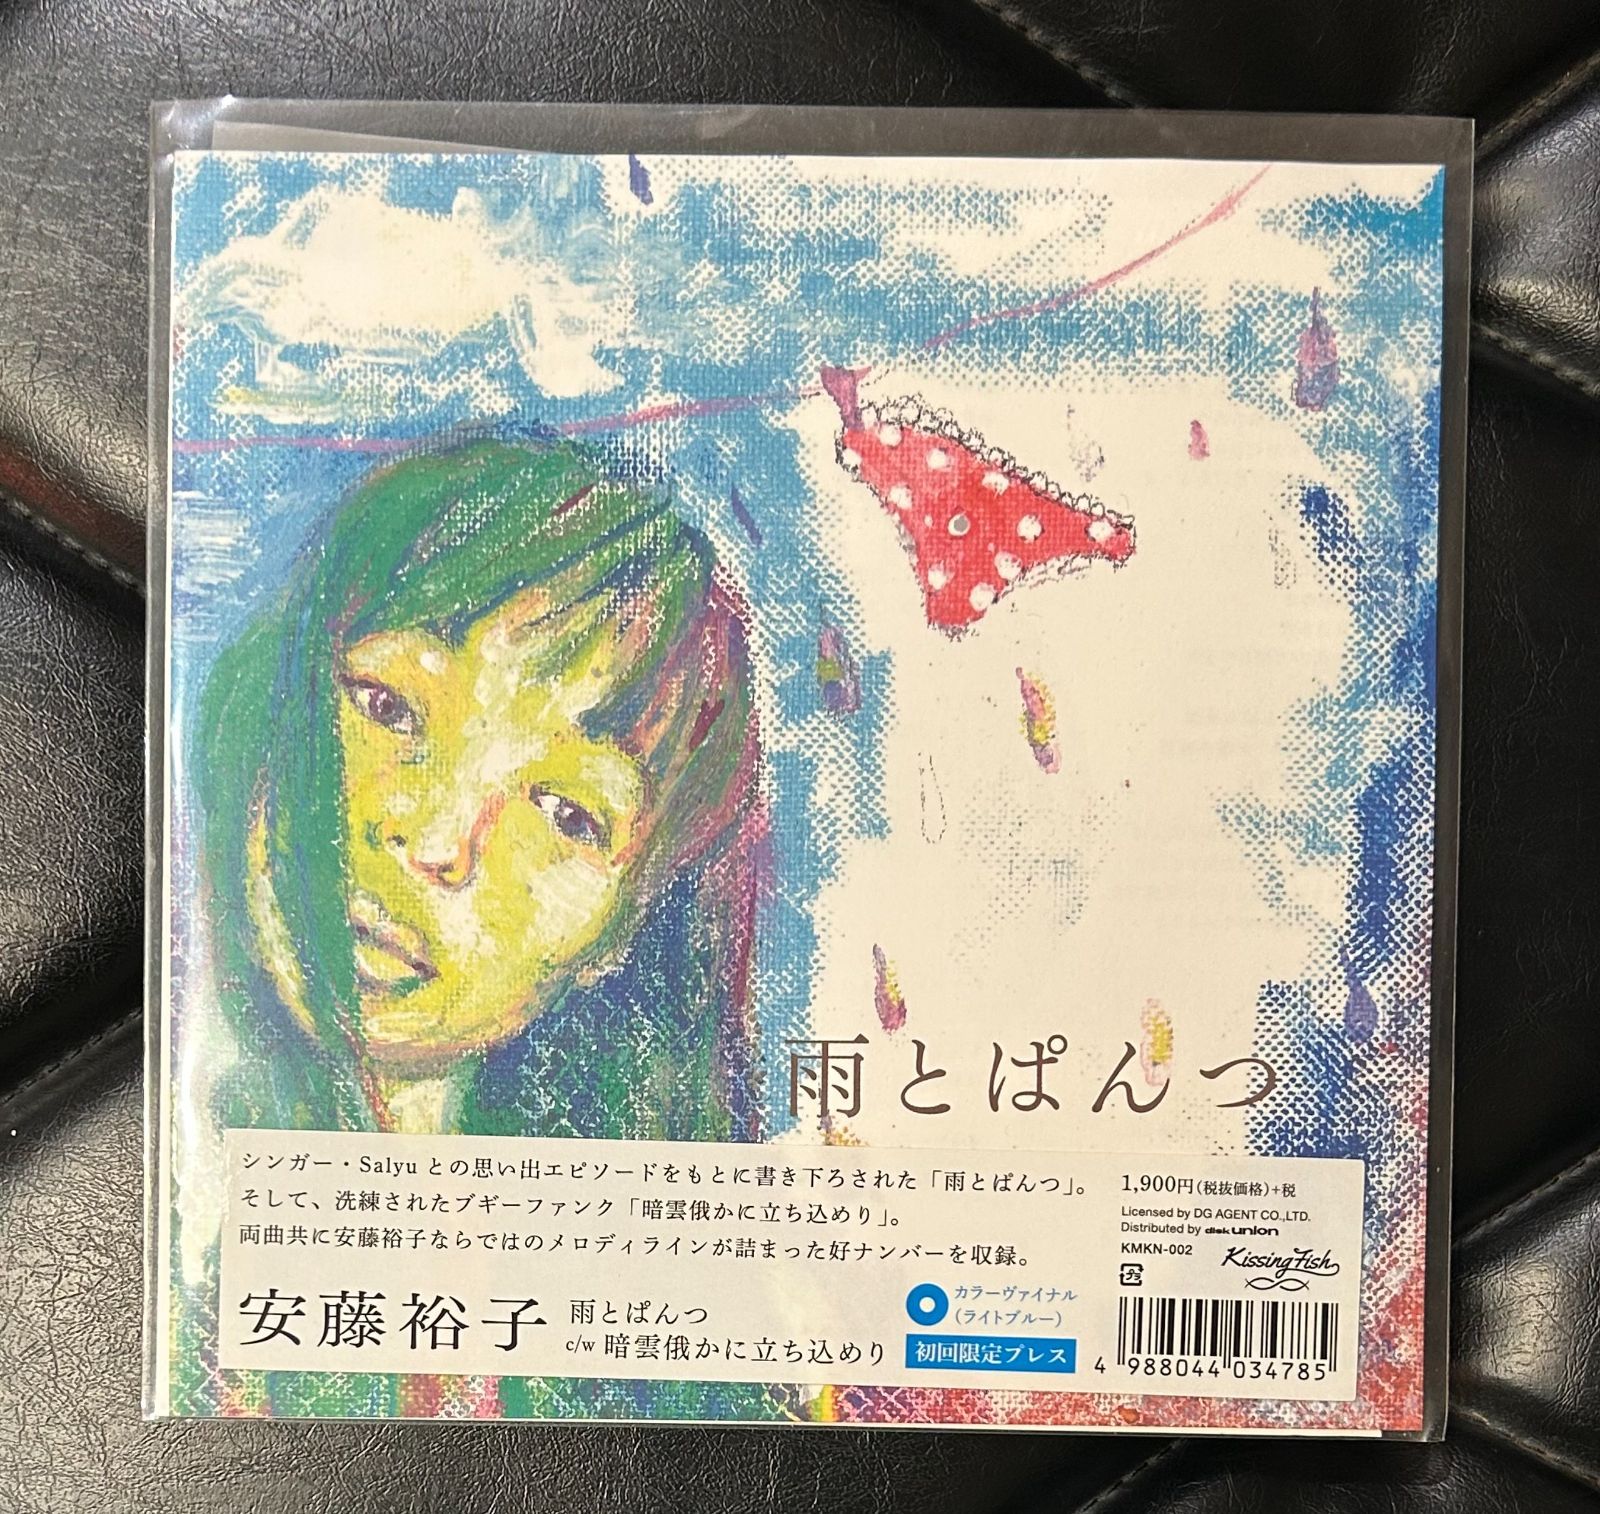 雨とぱんつ
シンガー・Salyu との思い出エピソードをもとに書き下ろされた「雨とぱんつ」。
そして、洗練されたブギーファンク「暗雲俄かに立ち込めり」。
両曲共に安藤裕子ならではのメロディラインが詰まった好ナンバーを収録。
安藤裕子
雨とぱんつ
c/w 暗雲俄かに立ち込めり
カラーヴァイナル
(ライトブルー)
初回限定プレス
1,900円(税抜価格)+税
Licensed by DG AGENT CO.,LTD.
Distributed by diskunion
KMKN-002
Kissing Fish
4 988044 034785